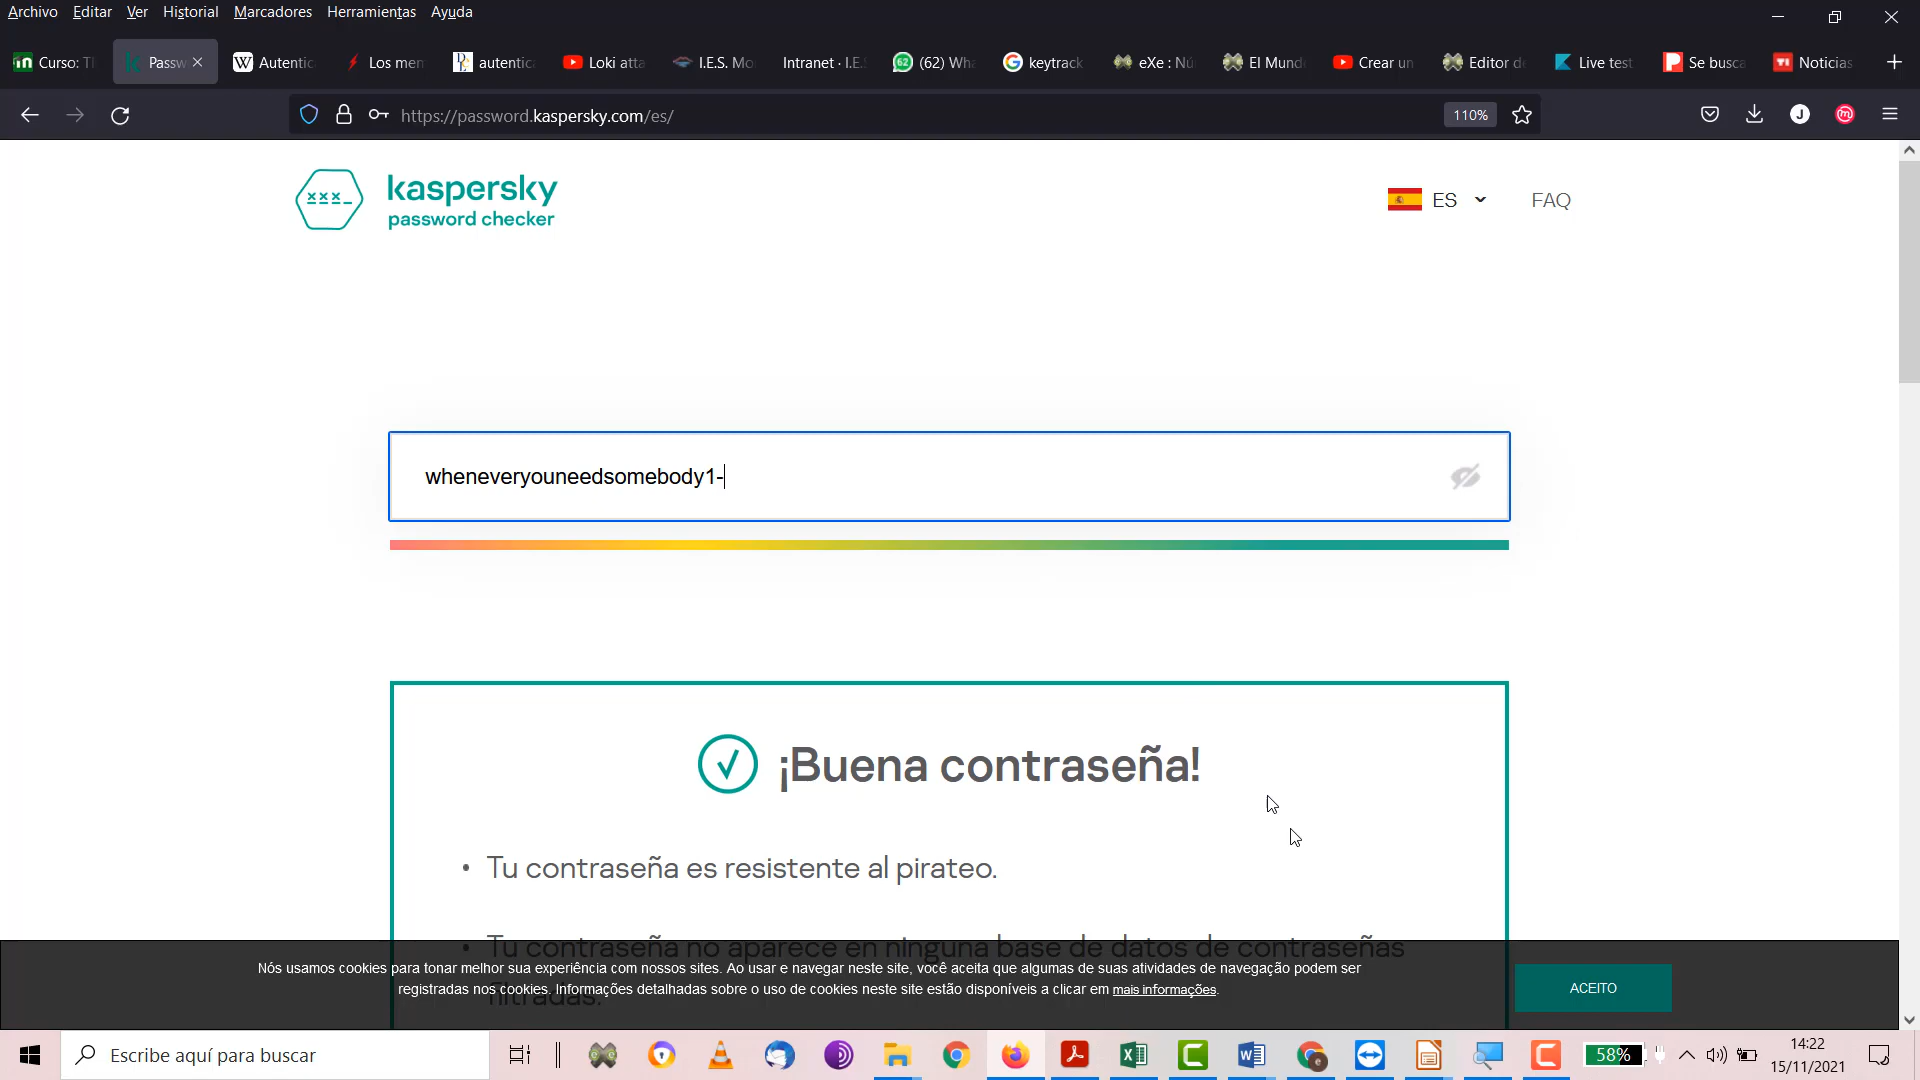 Archivo Editar Ver Historial Marcadores Herramientas Ayuda
Curso: T Passw Autentic Los men autentica Loki atta I.E.S. Mo Intranet · I.E.S (62) Wha keytrack eXe : Nú El Mund Crear un Editor de Live test Se busca Noticias
https://password.kaspersky.com/es/ 110%
J m
xxx_ kaspersky
password checker
ES FAQ
wheneveryouneedsomebody1-
¡Buena contraseña!
• Tu contraseña es resistente al pirateo.
• Tu contraseña no aparece en ninguna base de datos de contraseñas
filtradas.
Nós usamos cookies para tonar melhor sua experiência com nossos sites. Ao usar e navegar neste site, você aceita que algumas de suas atividades de navegação podem ser
registradas nos cookies. Informações detalhadas sobre o uso de cookies neste site estão disponíveis a clicar em mais informações.
ACEITO
Escribe aquí para buscar
58%
14:22
15/11/2021